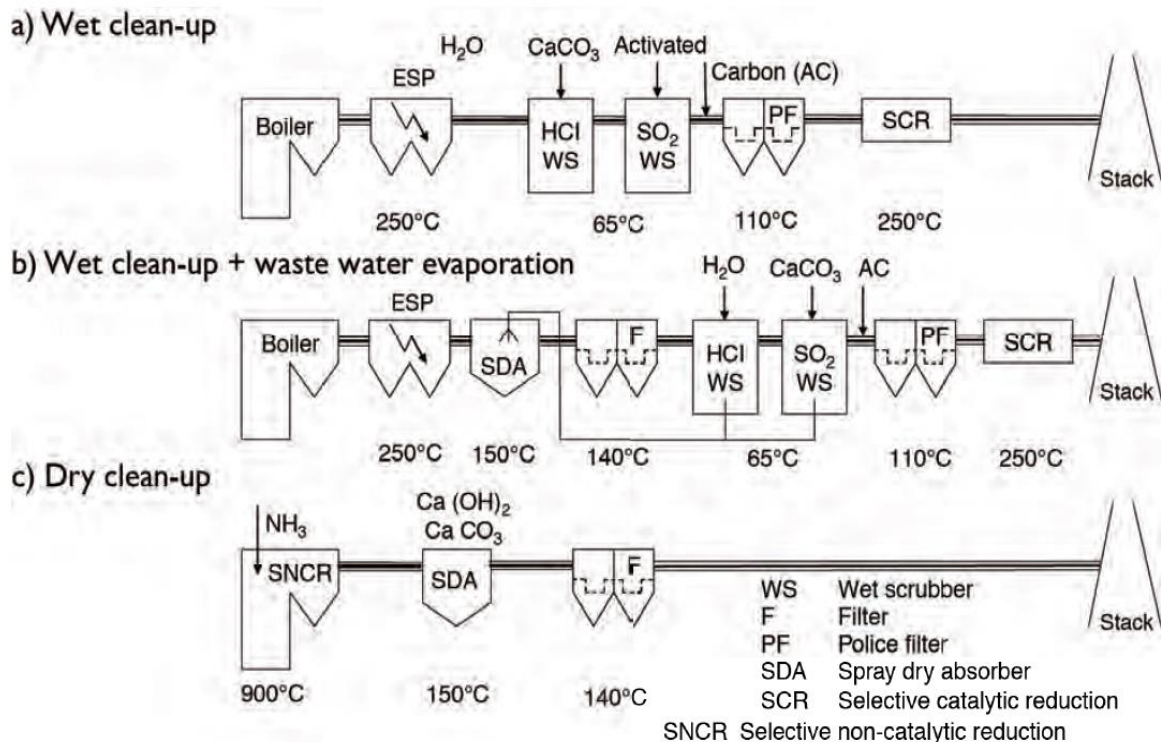 a) Wet clean-up
H₂O CaCO₃ Activated
ESP Carbon (AC)
Boiler HCl WS SO₂ WS PF SCR
Stack
250°C 65°C 110°C 250°C
b) Wet clean-up + waste water evaporation
H₂O CaCO₃ AC
ESP
Boiler SDA F HCl WS SO₂ WS PF SCR
Stack
250°C 150°C 140°C 65°C 110°C 250°C
c) Dry clean-up
Ca (OH)₂
Ca CO₃
NH₃
SNCR SDA F
Stack
900°C 150°C 140°C
WS Wet scrubber
F Filter
PF Police filter
SDA Spray dry absorber
SCR Selective catalytic reduction
SNCR Selective non-catalytic reduction